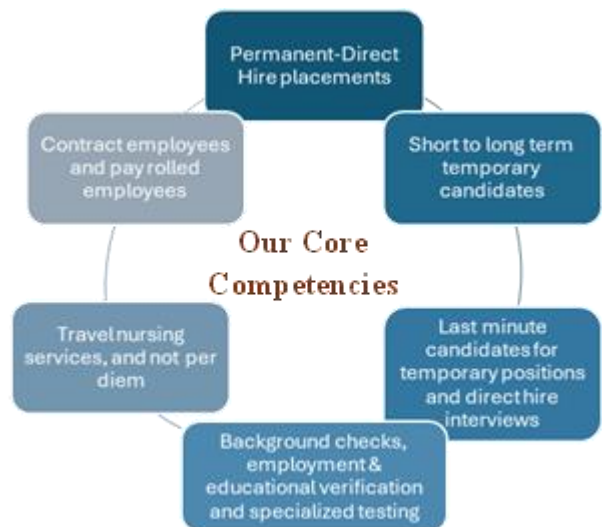 Permanent-Direct
Hire placements
Short to long term
temporary
candidates
Last minute
candidates for
temporary positions
and direct hire
interviews
Background checks,
employment &
educational verification
and specialized testing
Travel nursing
services, and not per
diem
Contract employees
and pay rolled
employees
Our Core
Competencies